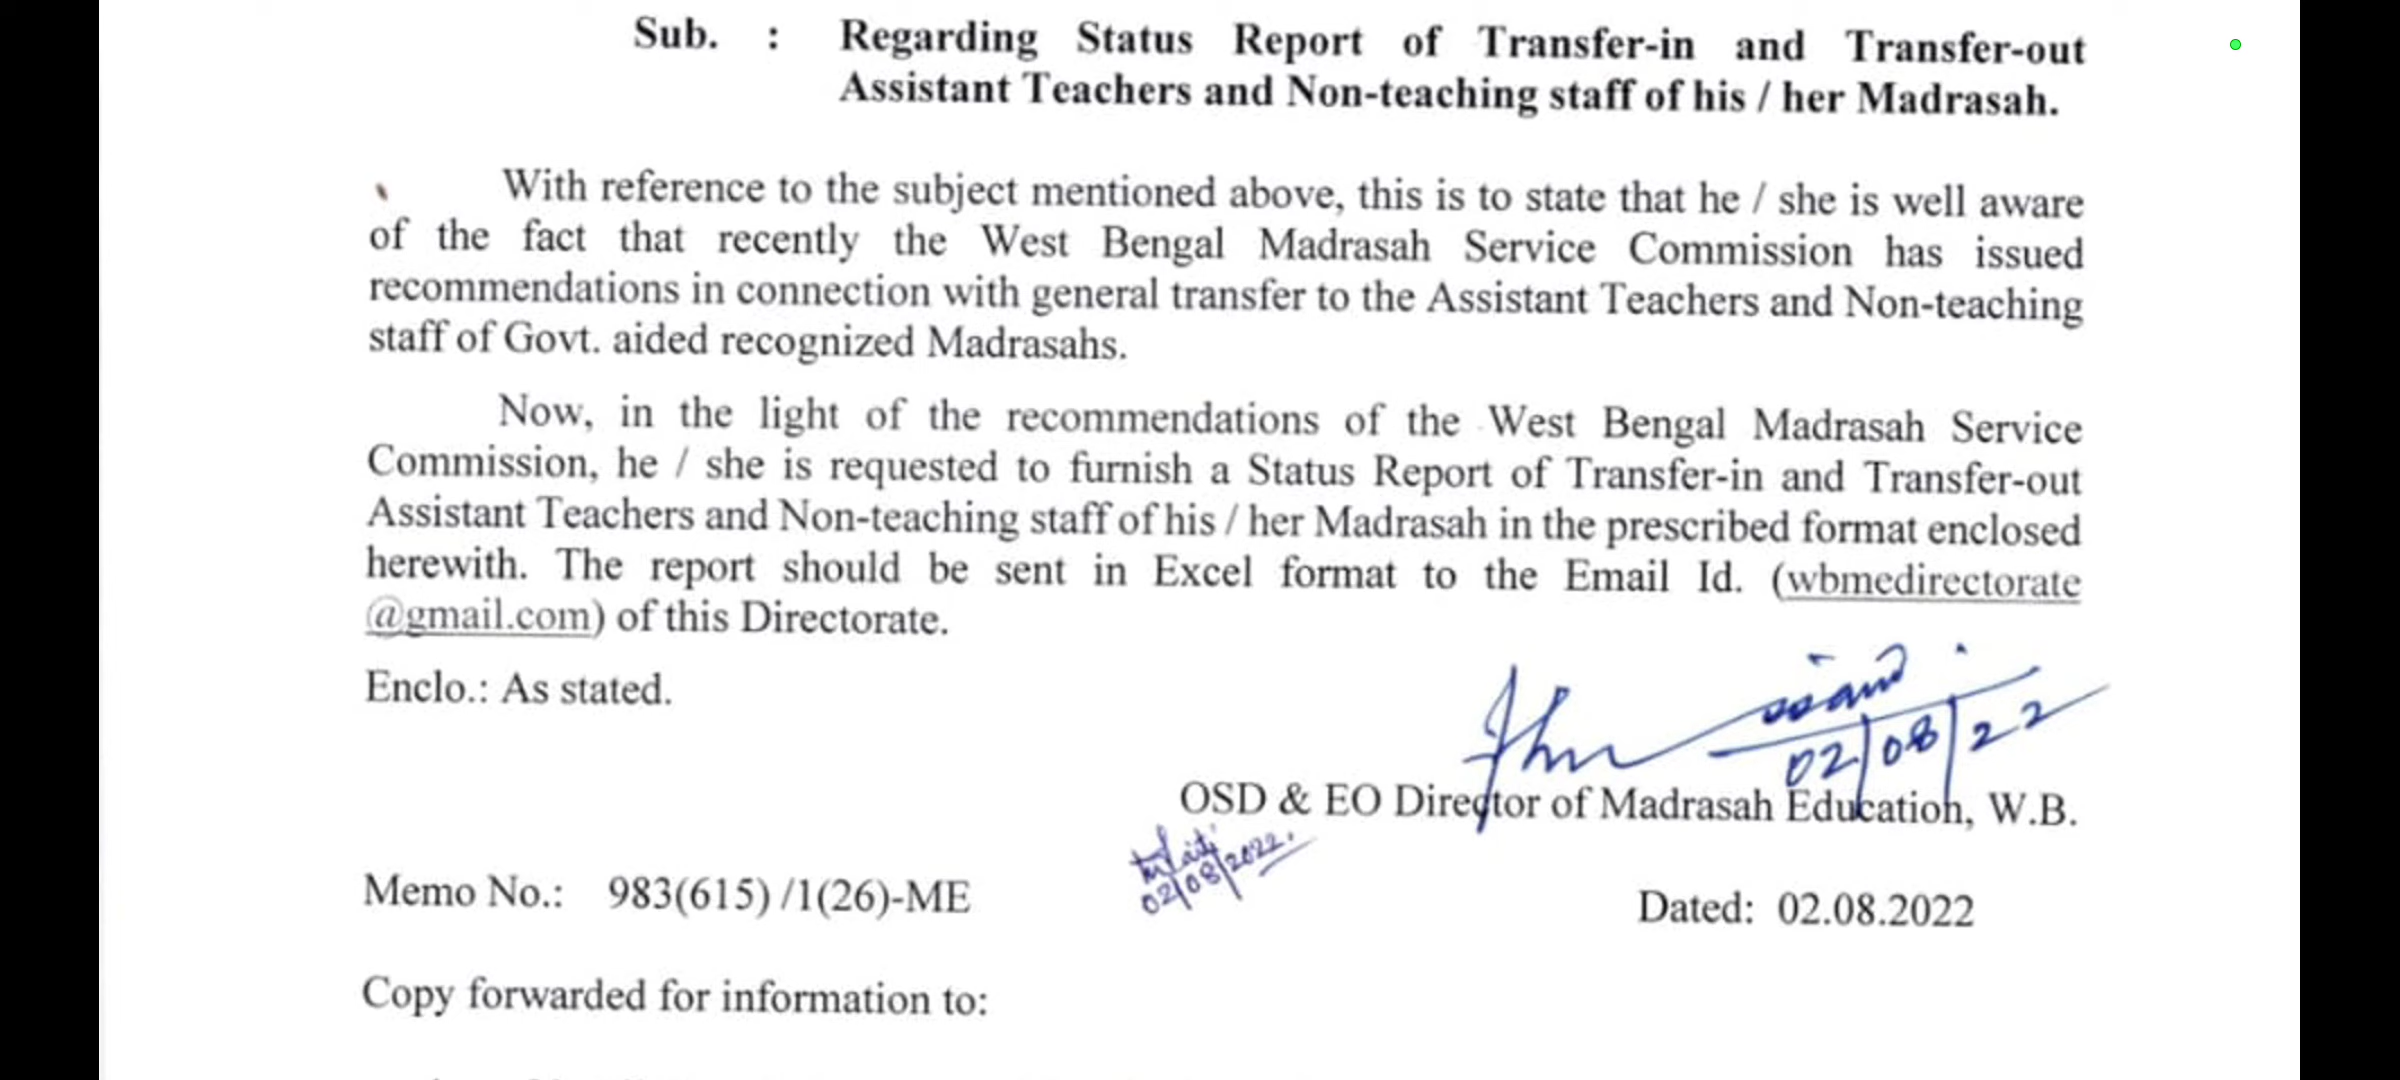 Sub. : Regarding Status Report of Transfer-in and Transfer-out
Assistant Teachers and Non-teaching staff of his / her Madrasah.
With reference to the subject mentioned above, this is to state that he / she is well aware
of the fact that recently the West Bengal Madrasah Service Commission has issued
recommendations in connection with general transfer to the Assistant Teachers and Non-teaching
staff of Govt. aided recognized Madrasahs.
Now, in the light of the recommendations of the West Bengal Madrasah Service
Commission, he / she is requested to furnish a Status Report of Transfer-in and Transfer-out
Assistant Teachers and Non-teaching staff of his / her Madrasah in the prescribed format enclosed
herewith. The report should be sent in Excel format to the Email Id. (wbmedirectorate
@gmail.com) of this Directorate.
Enclo.: As stated.
02/08/22
OSD & EO Director of Madrasah Education, W.B.
02/08/2022.
Memo No.: 983(615) /1(26)-ME
Dated: 02.08.2022
Copy forwarded for information to: